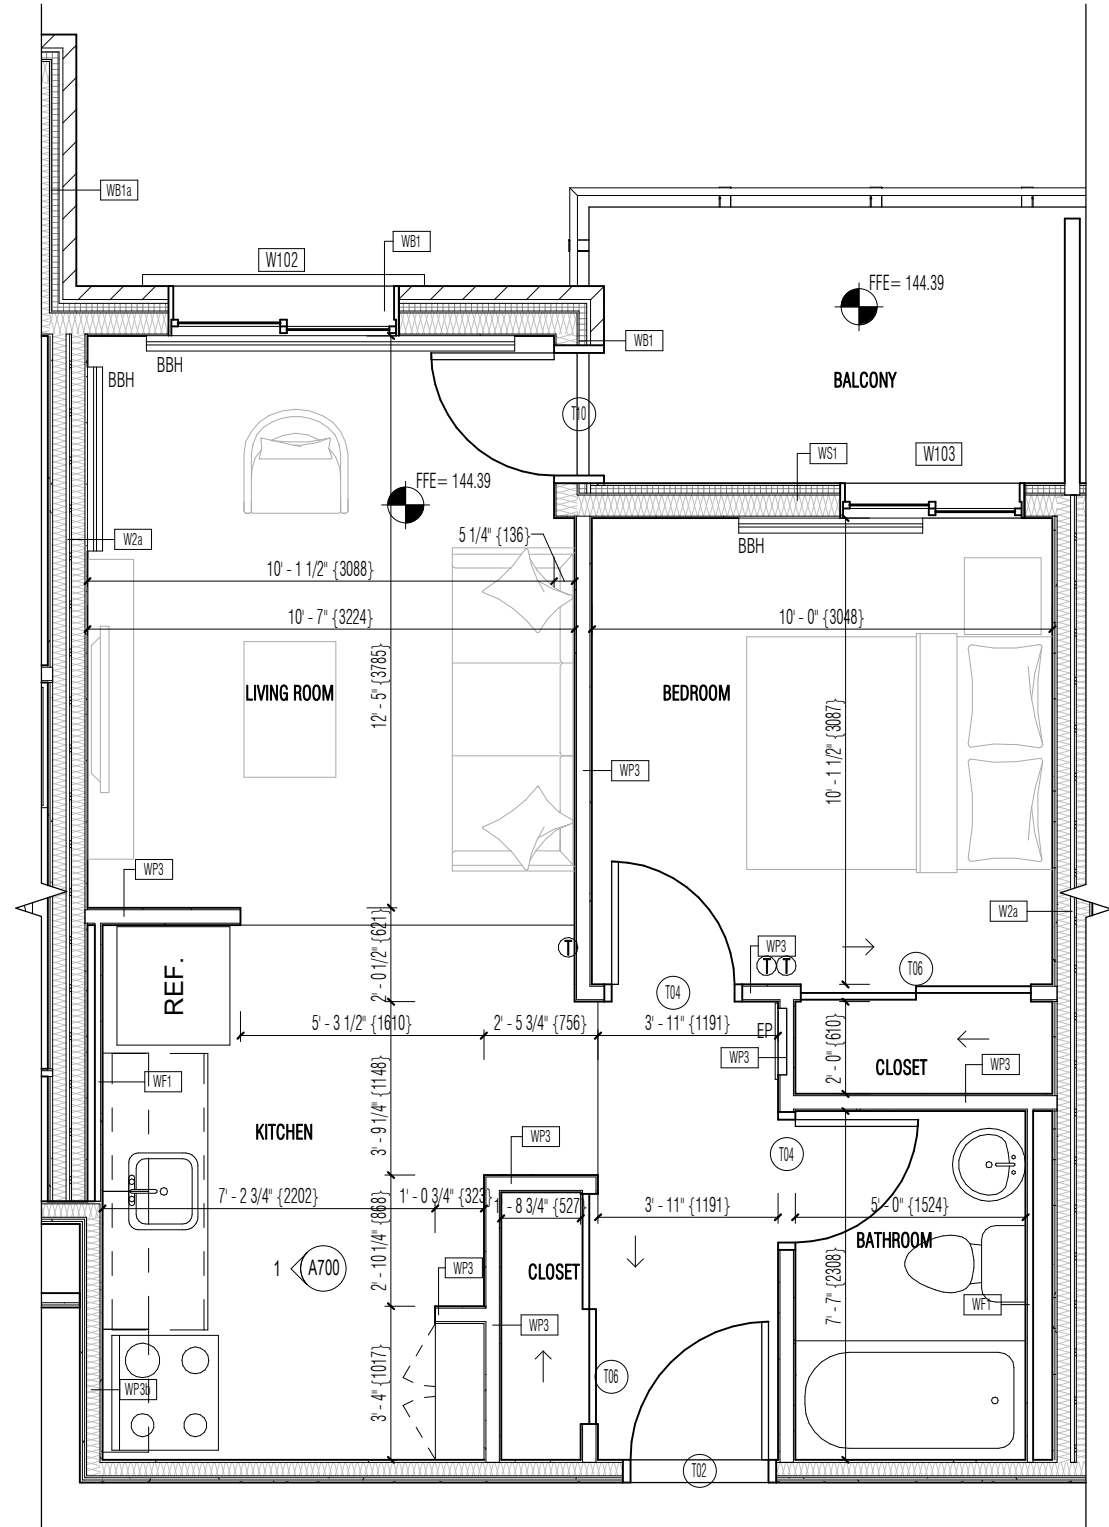 WB1a
W102
WB1
FFE= 144.39
WB1
BBH
BBH
BALCONY
T10
WS1
W103
FFE= 144.39
W2a
5 1/4" {136}
BBH
10' - 1 1/2" {3088}
10' - 7" {3224}
10' - 0" {3048}
12' - 5" {3785}
LIVING ROOM
BEDROOM
10' - 1 1/2" {3087}
WP3
WP3
W2a
REF.
2' - 0 1/2" {621}
T
WP3
T T
T06
T04
5' - 3 1/2" {1610}
2' - 5 3/4" {756}
3' - 11" {1191}
EP
WP3
2' - 0" {610}
CLOSET
WP3
WF1
3' - 9 1/4" {1148}
KITCHEN
WP3
T04
7' - 2 3/4" {2202}
1' - 0 3/4" {323}
1' - 8 3/4" {527}
3' - 11" {1191}
5' - 0" {1524}
BATHROOM
2' - 10 1/4" {868}
1
A700
WP3
CLOSET
7' - 7" {2308}
WF1
WP3
WP3b
3' - 4" {1017}
T06
T02